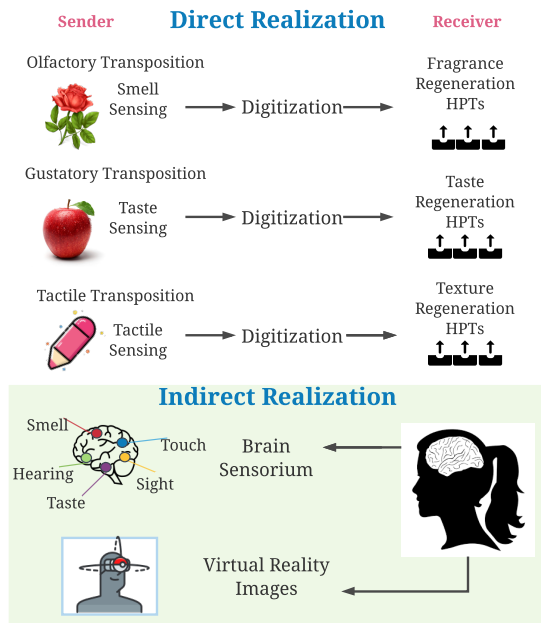 Sender
Direct Realization
Receiver
Olfactory Transposition
Smell
Sensing
Digitization
Fragrance
Regeneration
HPTs
Gustatory Transposition
Taste
Sensing
Digitization
Taste
Regeneration
HPTs
Tactile Transposition
Tactile
Sensing
Digitization
Texture
Regeneration
HPTs
Indirect Realization
Smell
Touch
Hearing
Sight
Taste
Brain
Sensorium
Virtual Reality
Images